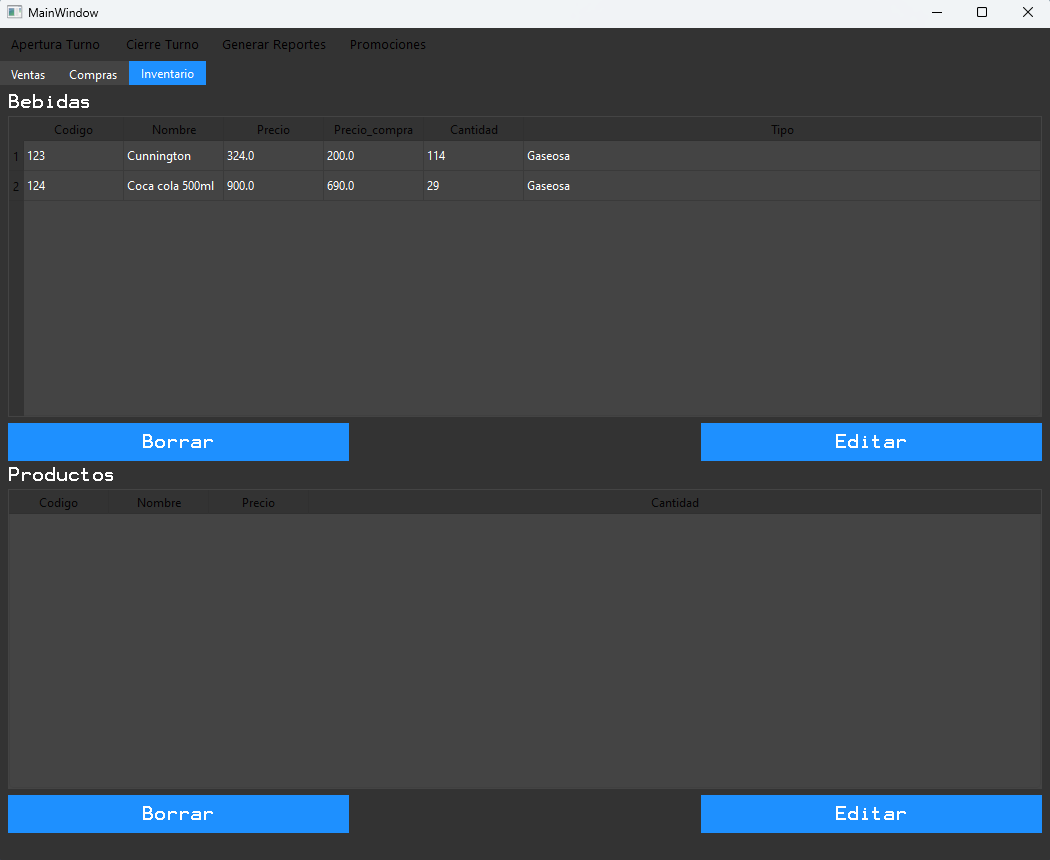 MainWindow
Apertura Turno Cierre Turno Generar Reportes Promociones
Ventas Compras Inventario
Bebidas
Codigo Nombre Precio Precio_compra Cantidad Tipo
1 123 Cunnington 324.0 200.0 114 Gaseosa
2 124 Coca cola 500ml 900.0 690.0 29 Gaseosa
Borrar Editar
Productos
Codigo Nombre Precio Cantidad
Borrar Editar